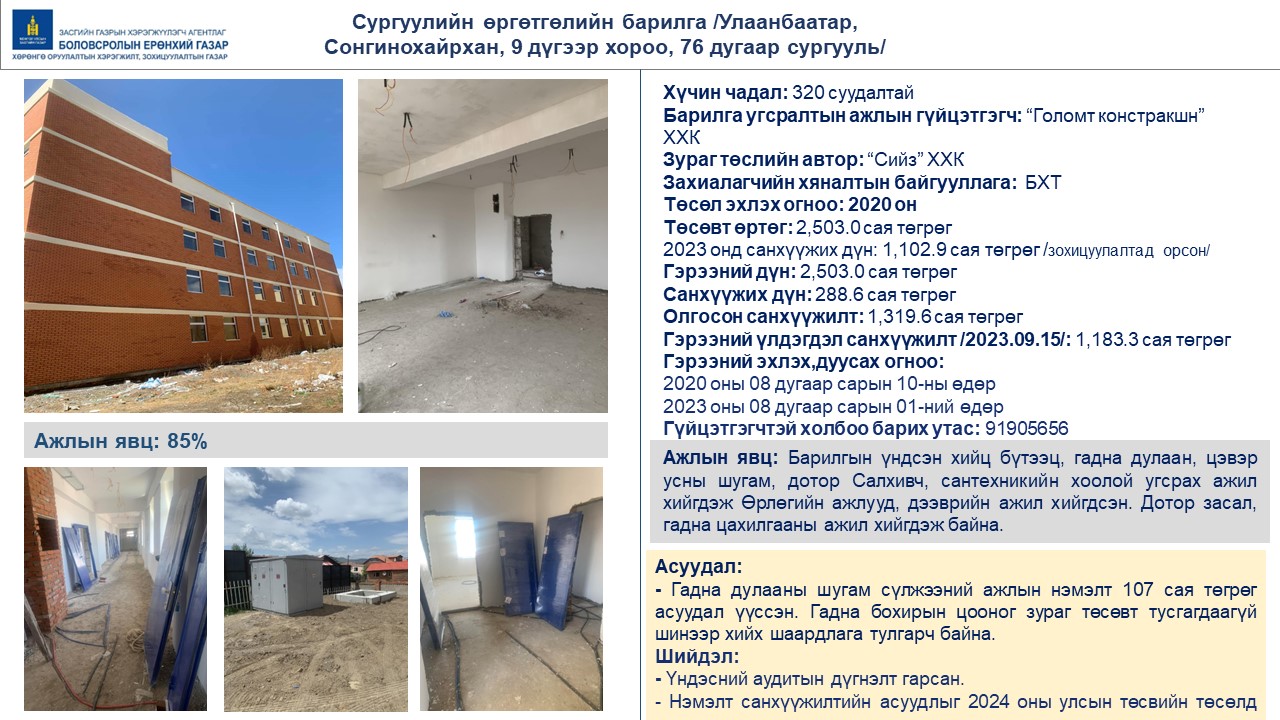 ЗАСГИЙН ГАЗРЫН ХЭРЭГЖҮҮЛЭГЧ АГЕНТЛАГ
БОЛОВСРОЛЫН ЕРӨНХИЙ ГАЗАР
ХӨРӨНГӨ ОРУУЛАЛТЫН ХЭРЭГЖИЛТ, ЗОХИЦУУЛАЛТЫН ГАЗАР
Сургуулийн өргөтгөлийн барилга /Улаанбаатар,
Сонгинохайрхан, 9 дүгээр хороо, 76 дугаар сургууль/
Ажлын явц: 85%
Хүчин чадал: 320 суудалтай
Барилга угсралтын ажлын гүйцэтгэгч: “Голомт констракшн”
ХХК
Зураг төслийн автор: “Сийз” ХХК
Захиалагчийн хяналтын байгууллага: БХТ
Төсөл эхлэх огноо: 2020 он
Төсөвт өртөг: 2,503.0 сая төгрөг
2023 онд санхүүжих дүн: 1,102.9 сая төгрөг /зохицуулалтад орсон/
Гэрээний дүн: 2,503.0 сая төгрөг
Санхүүжих дүн: 288.6 сая төгрөг
Олгосон санхүүжилт: 1,319.6 сая төгрөг
Гэрээний үлдэгдэл санхүүжилт /2023.09.15/: 1,183.3 сая төгрөг
Гэрээний эхлэх,дуусах огноо:
2020 оны 08 дугаар сарын 10-ны өдөр
2023 оны 08 дугаар сарын 01-ний өдөр
Гүйцэтгэгчтэй холбоо барих утас: 91905656
Ажлын явц: Барилгын үндсэн хийц бүтээц, гадна дулаан, цэвэр
усны шугам, дотор Салхивч, сантехникийн хоолой угсрах ажил
хийгдэж Өрлөгийн ажлууд, дээврийн ажил хийгдсэн. Дотор засал,
гадна цахилгааны ажил хийгдэж байна.
Асуудал:
- Гадна дулааны шугам сүлжээний ажлын нэмэлт 107 сая төгрөг
асуудал үүссэн. Гадна бохирын цооног зураг төсөвт тусгагдаагүй
шинээр хийх шаардлага тулгарч байна.
Шийдэл:
- Үндэсний аудитын дүгнэлт гарсан.
- Нэмэлт санхүүжилтийн асуудлыг 2024 оны улсын төсвийн төсөлд